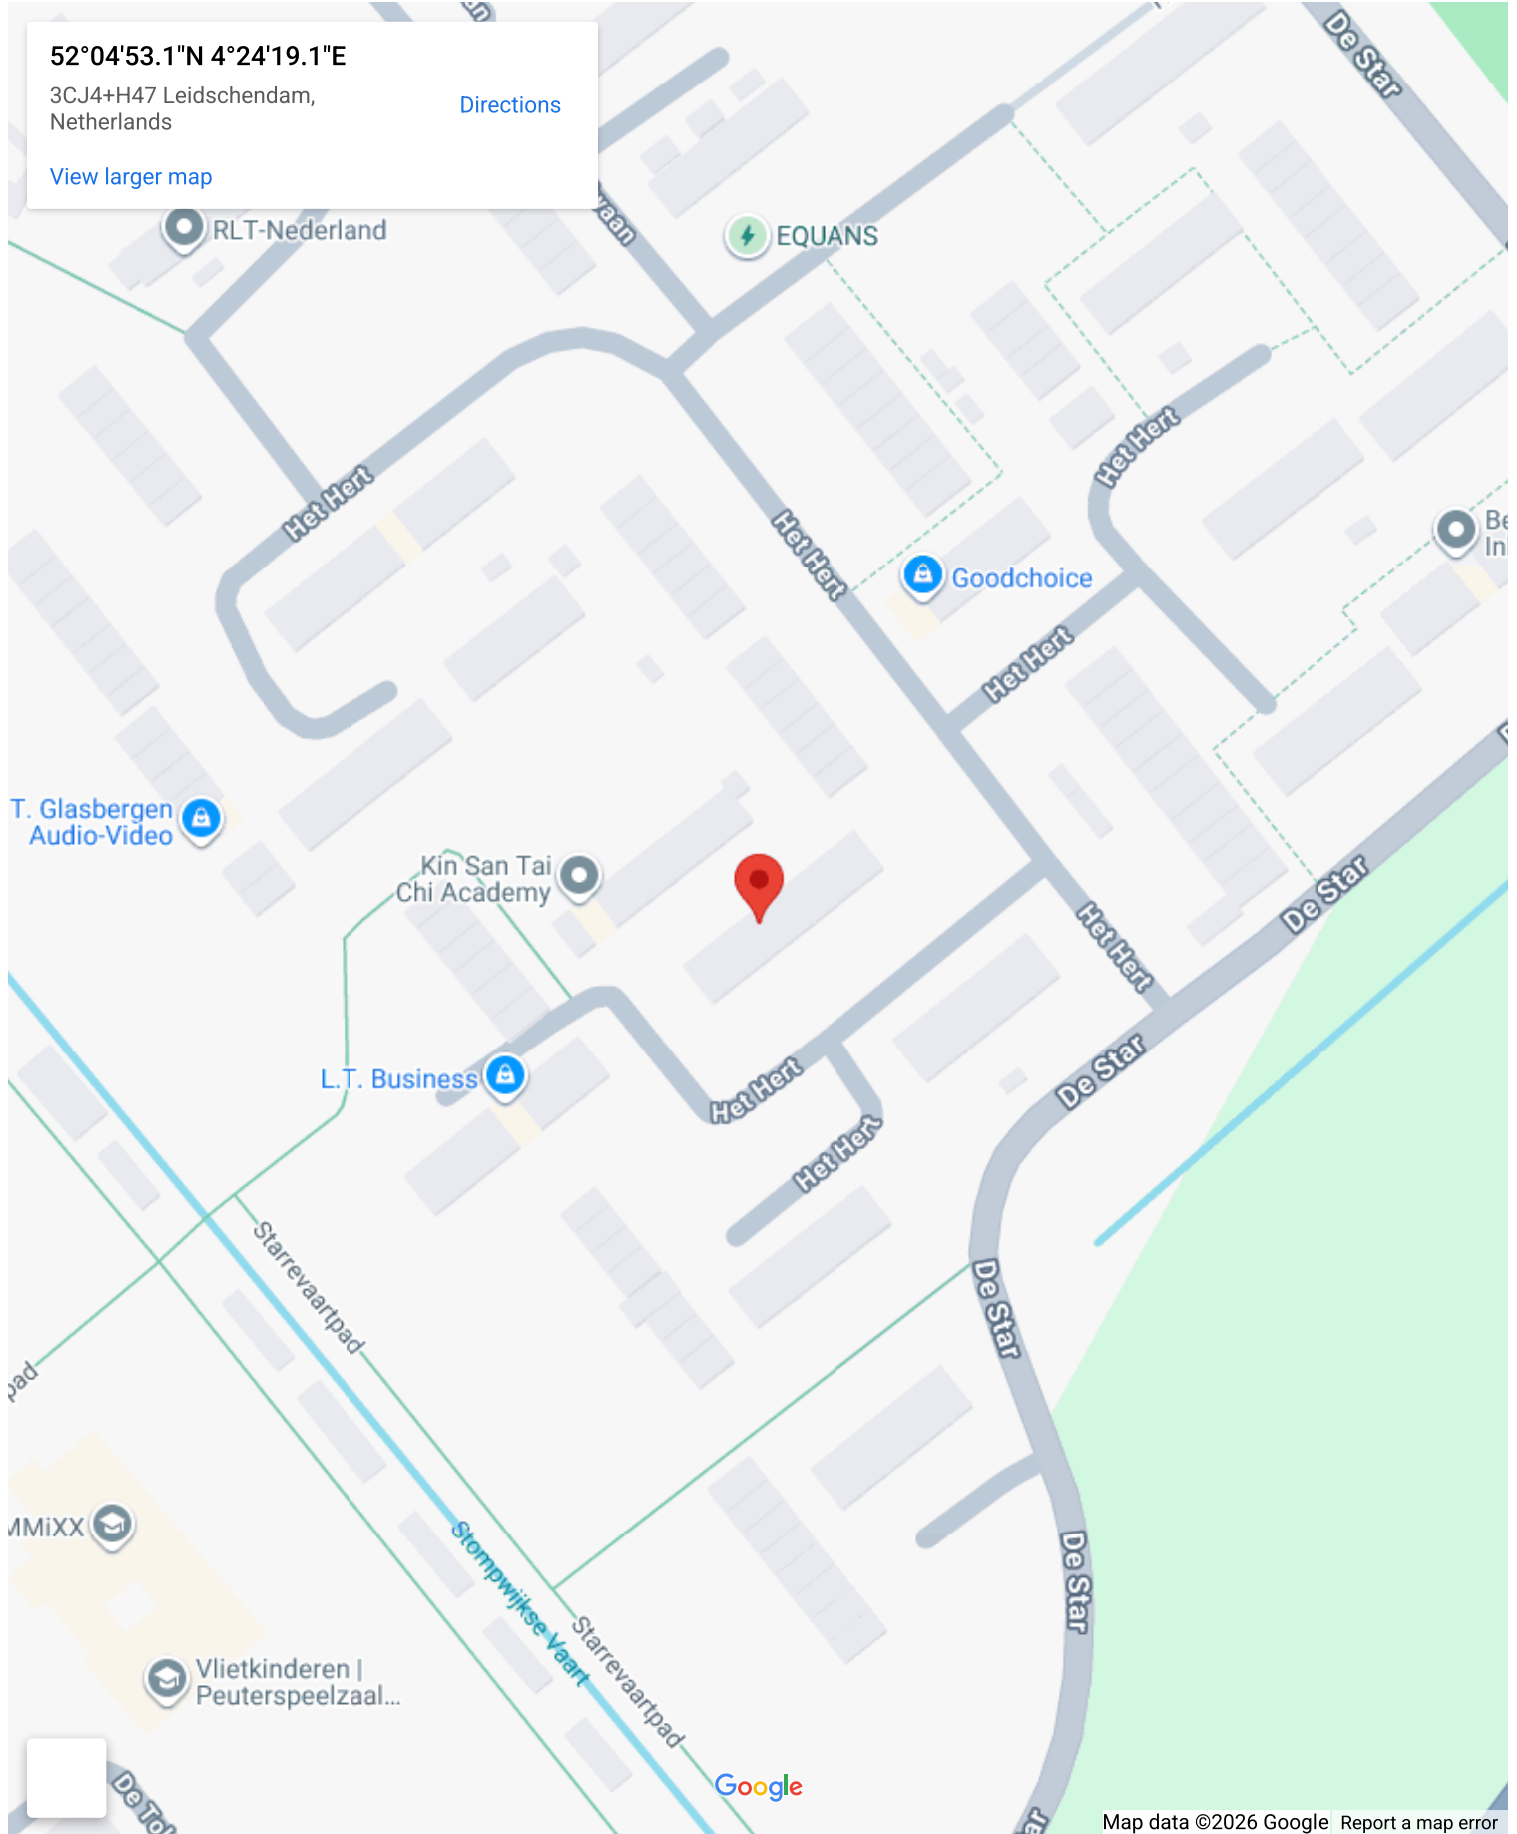 52°04'53.1"N 4°24'19.1"E
3CJ4+H47 Leidschendam,
Netherlands
Directions
View larger map
De Star
RLT-Nederland
EQUANS
Het Hert
Het Hert
Het Hert
Goodchoice
Het Hert
T. Glasbergen
Audio-Video
Kin San Tai
Chi Academy
De Star
Het Hert
L.T. Business
Het Hert
De Star
Het Hert
Starrevaartpad
De Star
Stompwijkse Vaart
De Star
Starrevaartpad
Vlietkinderen |
Peuterspeelzaal...
Google
Map data ©2026 Google
Report a map error